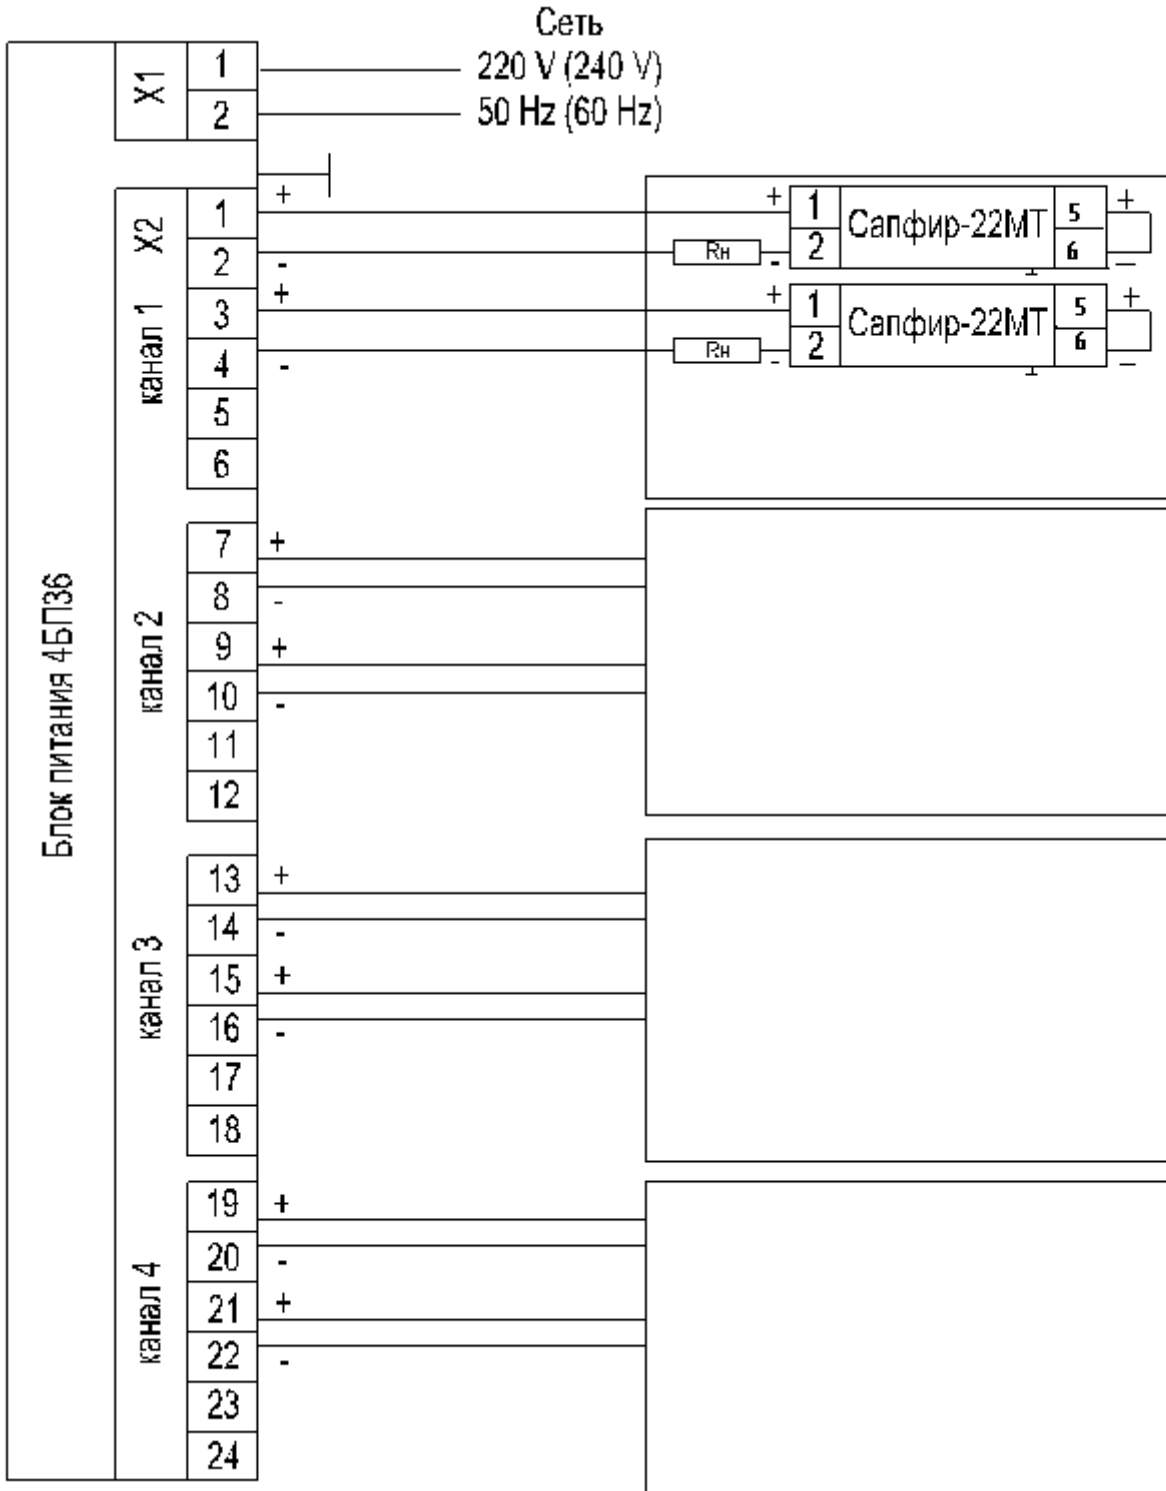 Сеть
220 V (240 V)
50 Hz (60 Hz)
Блок питания 4БП36
X1
1
2
X2
канал 1
1 +
2 -
3 +
4 -
5
6
+ 1 Сапфир-22МТ 5 +
Rн - 2 6 –
+ 1 Сапфир-22МТ 5 +
Rн - 2 6 –
канал 2
7 +
8 -
9 +
10 -
11
12
канал 3
13 +
14 -
15 +
16 -
17
18
канал 4
19 +
20 -
21 +
22 -
23
24